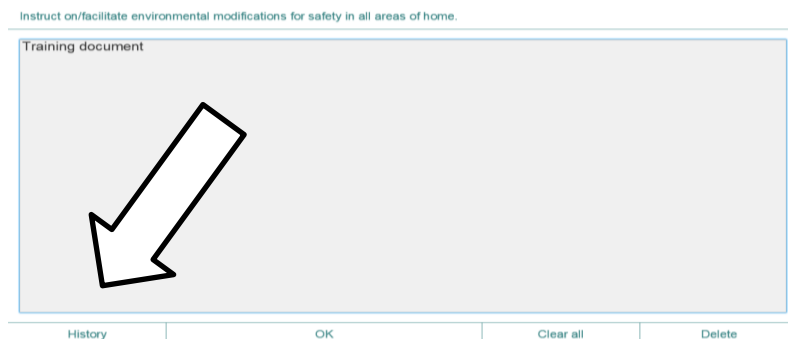 Instruct on/facilitate environmental modifications for safety in all areas of home.
Training document
History OK Clear all Delete